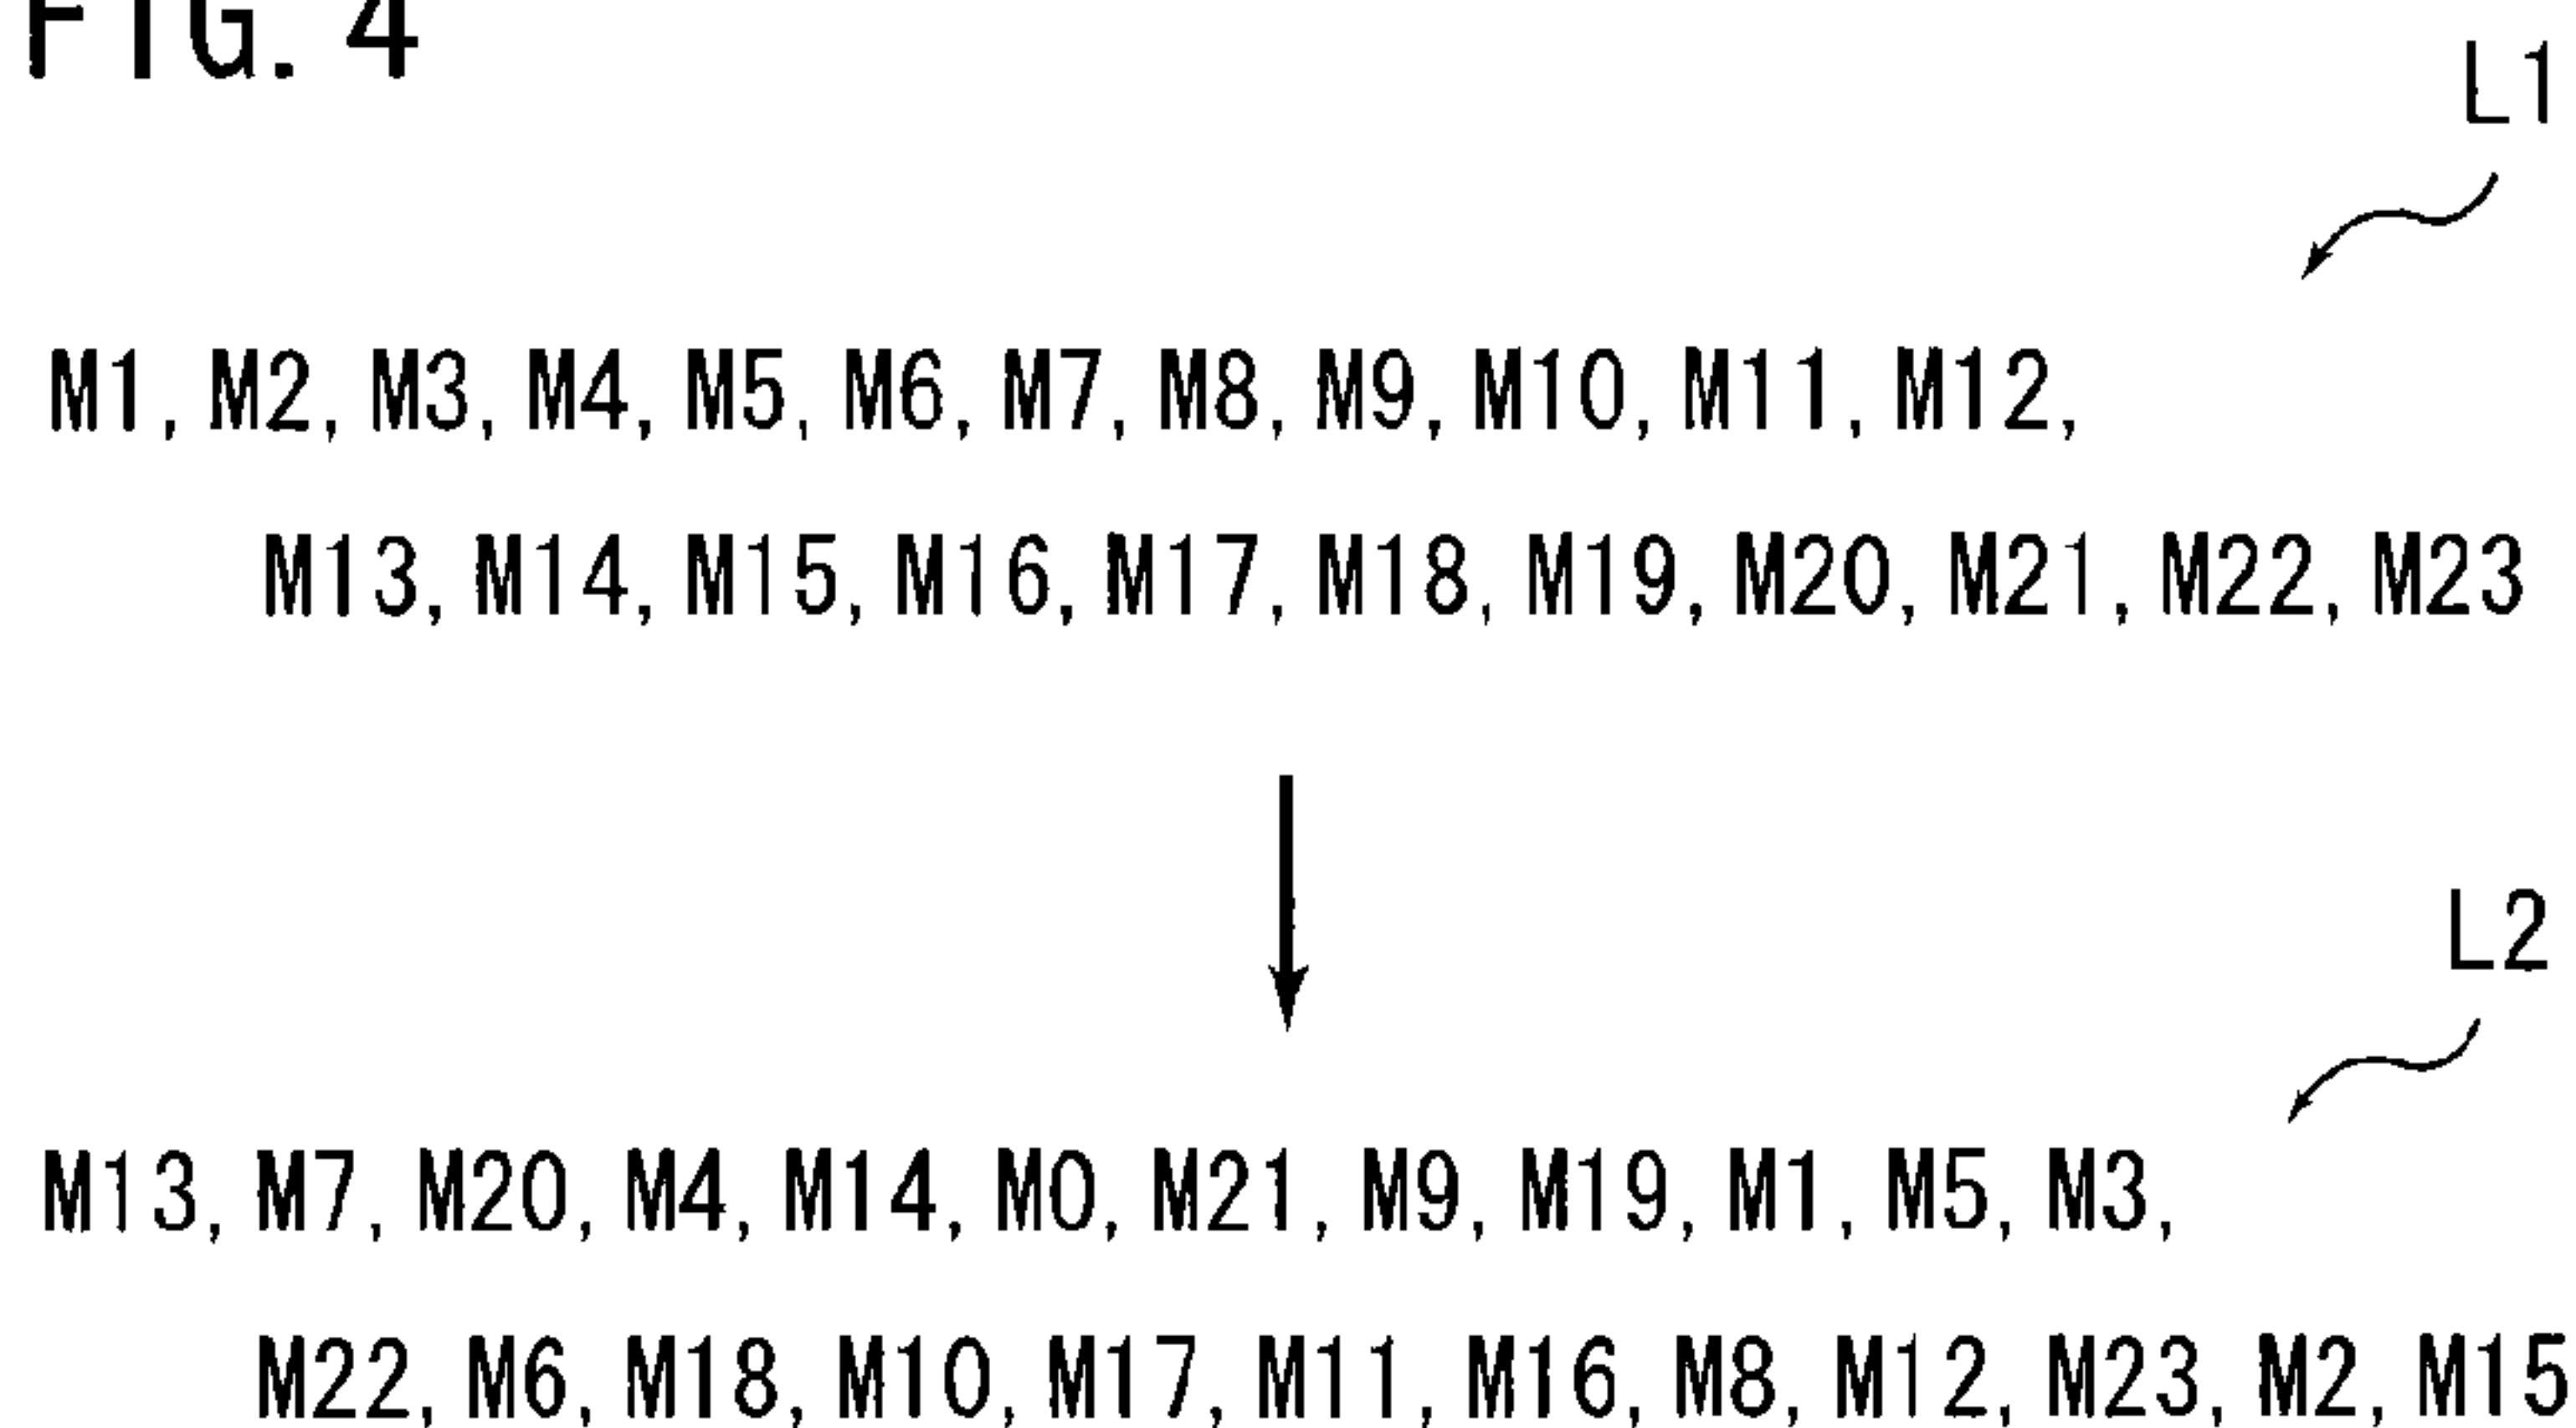 FIG. 4
L1
M1, M2, M3, M4, M5, M6, M7, M8, M9, M10, M11, M12,
M13, M14, M15, M16, M17, M18, M19, M20, M21, M22, M23
L2
M13, M7, M20, M4, M14, M0, M21, M9, M19, M1, M5, M3,
M22, M6, M18, M10, M17, M11, M16, M8, M12, M23, M2, M15